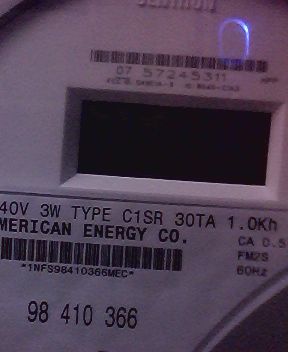 07 57245311
40V 3W TYPE C1SR 30TA 1.0Kh
MERICAN ENERGY CO.
CA 0.5
FM2S
60Hz
*1NFS98410366MEC*
98 410 366